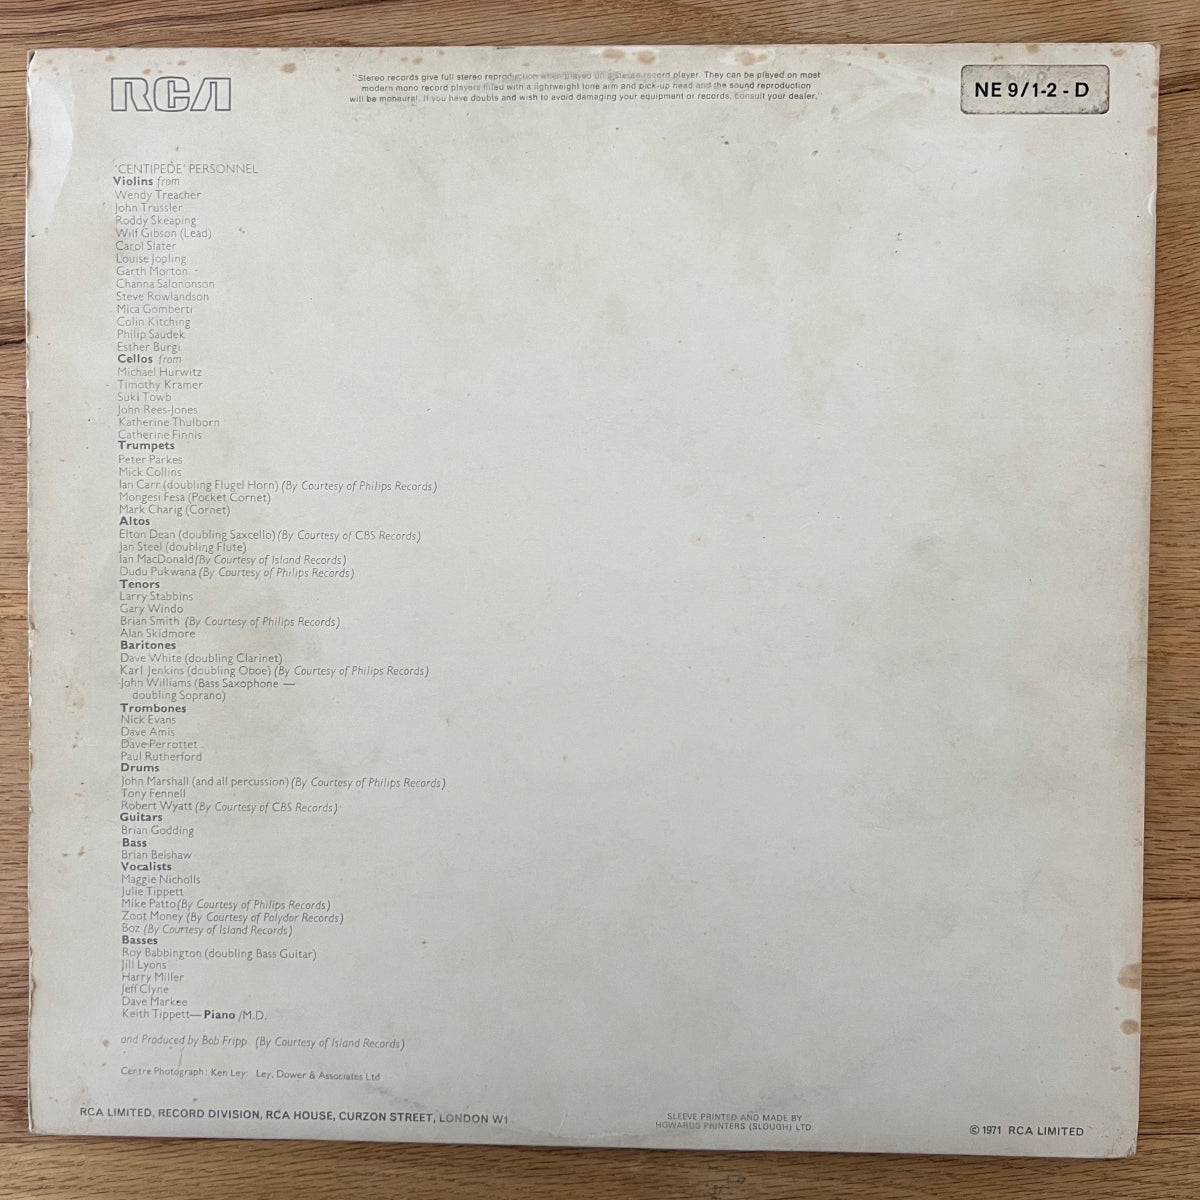 RCA
"Stereo records give full stereo reproduction when played on a stereo record player. They can be played on most
modern mono record players fitted with a lightweight tone arm and pick-up head and the sound reproduction
will be monaural. If you have doubts and wish to avoid damaging your equipment or records, consult your dealer."
NE 9/1-2 - D
'CENTIPEDE' PERSONNEL
Violins from
Wendy Treacher
John Trussler
Roddy Skeaping
Wilf Gibson (Lead)
Carol Slater
Louise Jopling
Garth Morton
Channa Salononson
Steve Rowlandson
Mica Gomberti
Colin Kitching
Philip Saudek
Esther Burgi
Cellos from
Michael Hurwitz
Timothy Kramer
Suki Towb
John Rees-Jones
Katherine Thulborn
Catherine Finnis
Trumpets
Peter Parkes
Mick Collins
Ian Carr (doubling Flugel Horn) (By Courtesy of Philips Records)
Mongesi Fesa (Pocket Cornet)
Mark Charig (Cornet)
Altos
Elton Dean (doubling Saxcello) (By Courtesy of CBS Records)
Jan Steel (doubling Flute)
Ian MacDonald (By Courtesy of Island Records)
Dudu Pukwana (By Courtesy of Philips Records)
Tenors
Larry Stabbins
Gary Windo
Brian Smith (By Courtesy of Philips Records)
Alan Skidmore
Baritones
Dave White (doubling Clarinet)
Karl Jenkins (doubling Oboe) (By Courtesy of Philips Records)
John Williams (Bass Saxophone —
doubling Soprano)
Trombones
Nick Evans
Dave Amis
Dave Perrottet
Paul Rutherford
Drums
John Marshall (and all percussion) (By Courtesy of Philips Records)
Tony Fennell
Robert Wyatt (By Courtesy of CBS Records)
Guitars
Brian Godding
Bass
Brian Belshaw
Vocalists
Maggie Nicholls
Julie Tippett
Mike Patto (By Courtesy of Philips Records)
Zoot Money (By Courtesy of Polydor Records)
Boz (By Courtesy of Island Records)
Basses
Roy Babbington (doubling Bass Guitar)
Jill Lyons
Harry Miller
Jeff Clyne
Dave Markee
Keith Tippett—Piano /M.D.
and Produced by Bob Fripp (By Courtesy of Island Records)
Centre Photograph: Ken Ley: Ley, Dower & Associates Ltd
RCA LIMITED, RECORD DIVISION, RCA HOUSE, CURZON STREET, LONDON W1
SLEEVE PRINTED AND MADE BY
HOWARDS PRINTERS (SLOUGH) LTD.
© 1971 RCA LIMITED